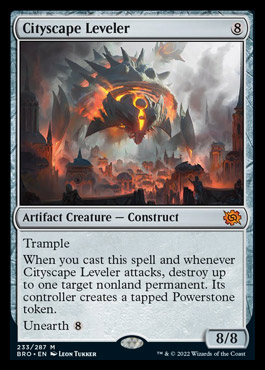 Cityscape Leveler 8
Artifact Creature — Construct
Trample
When you cast this spell and whenever
Cityscape Leveler attacks, destroy up
to one target nonland permanent. Its
controller creates a tapped Powerstone
token.
Unearth 8
8/8
233/287 M
BRO • EN LEON TUKKER
™ & © 2022 Wizards of the Coast